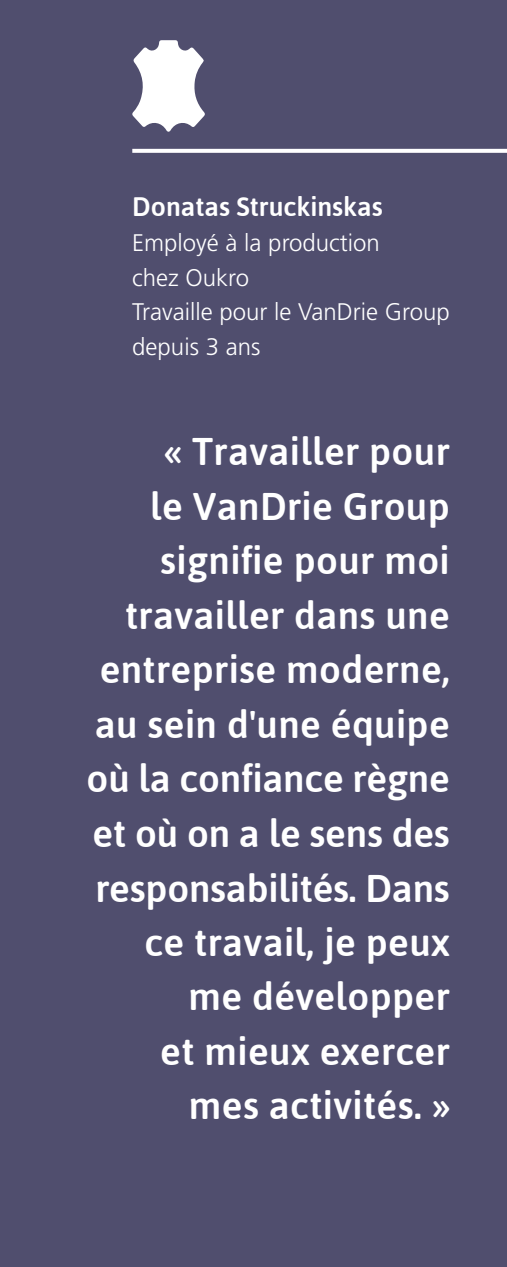 Donatas Struckinskas
Employé à la production
chez Oukro
Travaille pour le VanDrie Group
depuis 3 ans
« Travailler pour
le VanDrie Group
signifie pour moi
travailler dans une
entreprise moderne,
au sein d'une équipe
où la confiance règne
et où on a le sens des
responsabilités. Dans
ce travail, je peux
me développer
et mieux exercer
mes activités. »